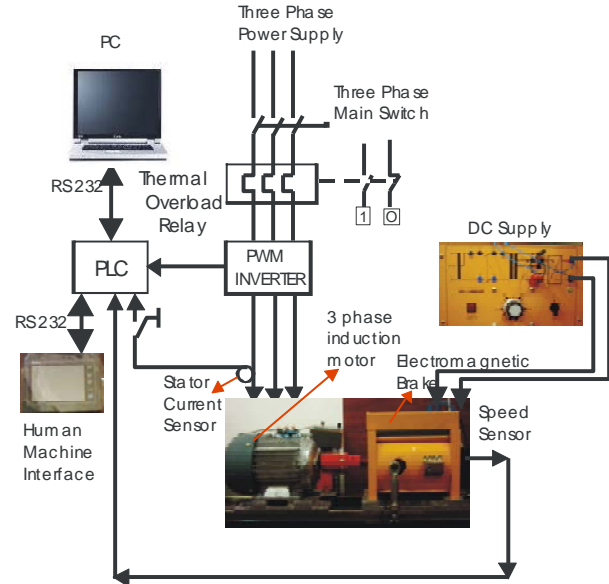 Three Phase
Power Supply
PC
Three Phase
Main Switch
RS232
Thermal
Overload
Relay
1
O
DC Supply
PLC
PWM
INVERTER
RS232
3 phase
induction
motor
Electromagnetic
Brake
Stator
Current
Sensor
Speed
Sensor
Human
Machine
Interface